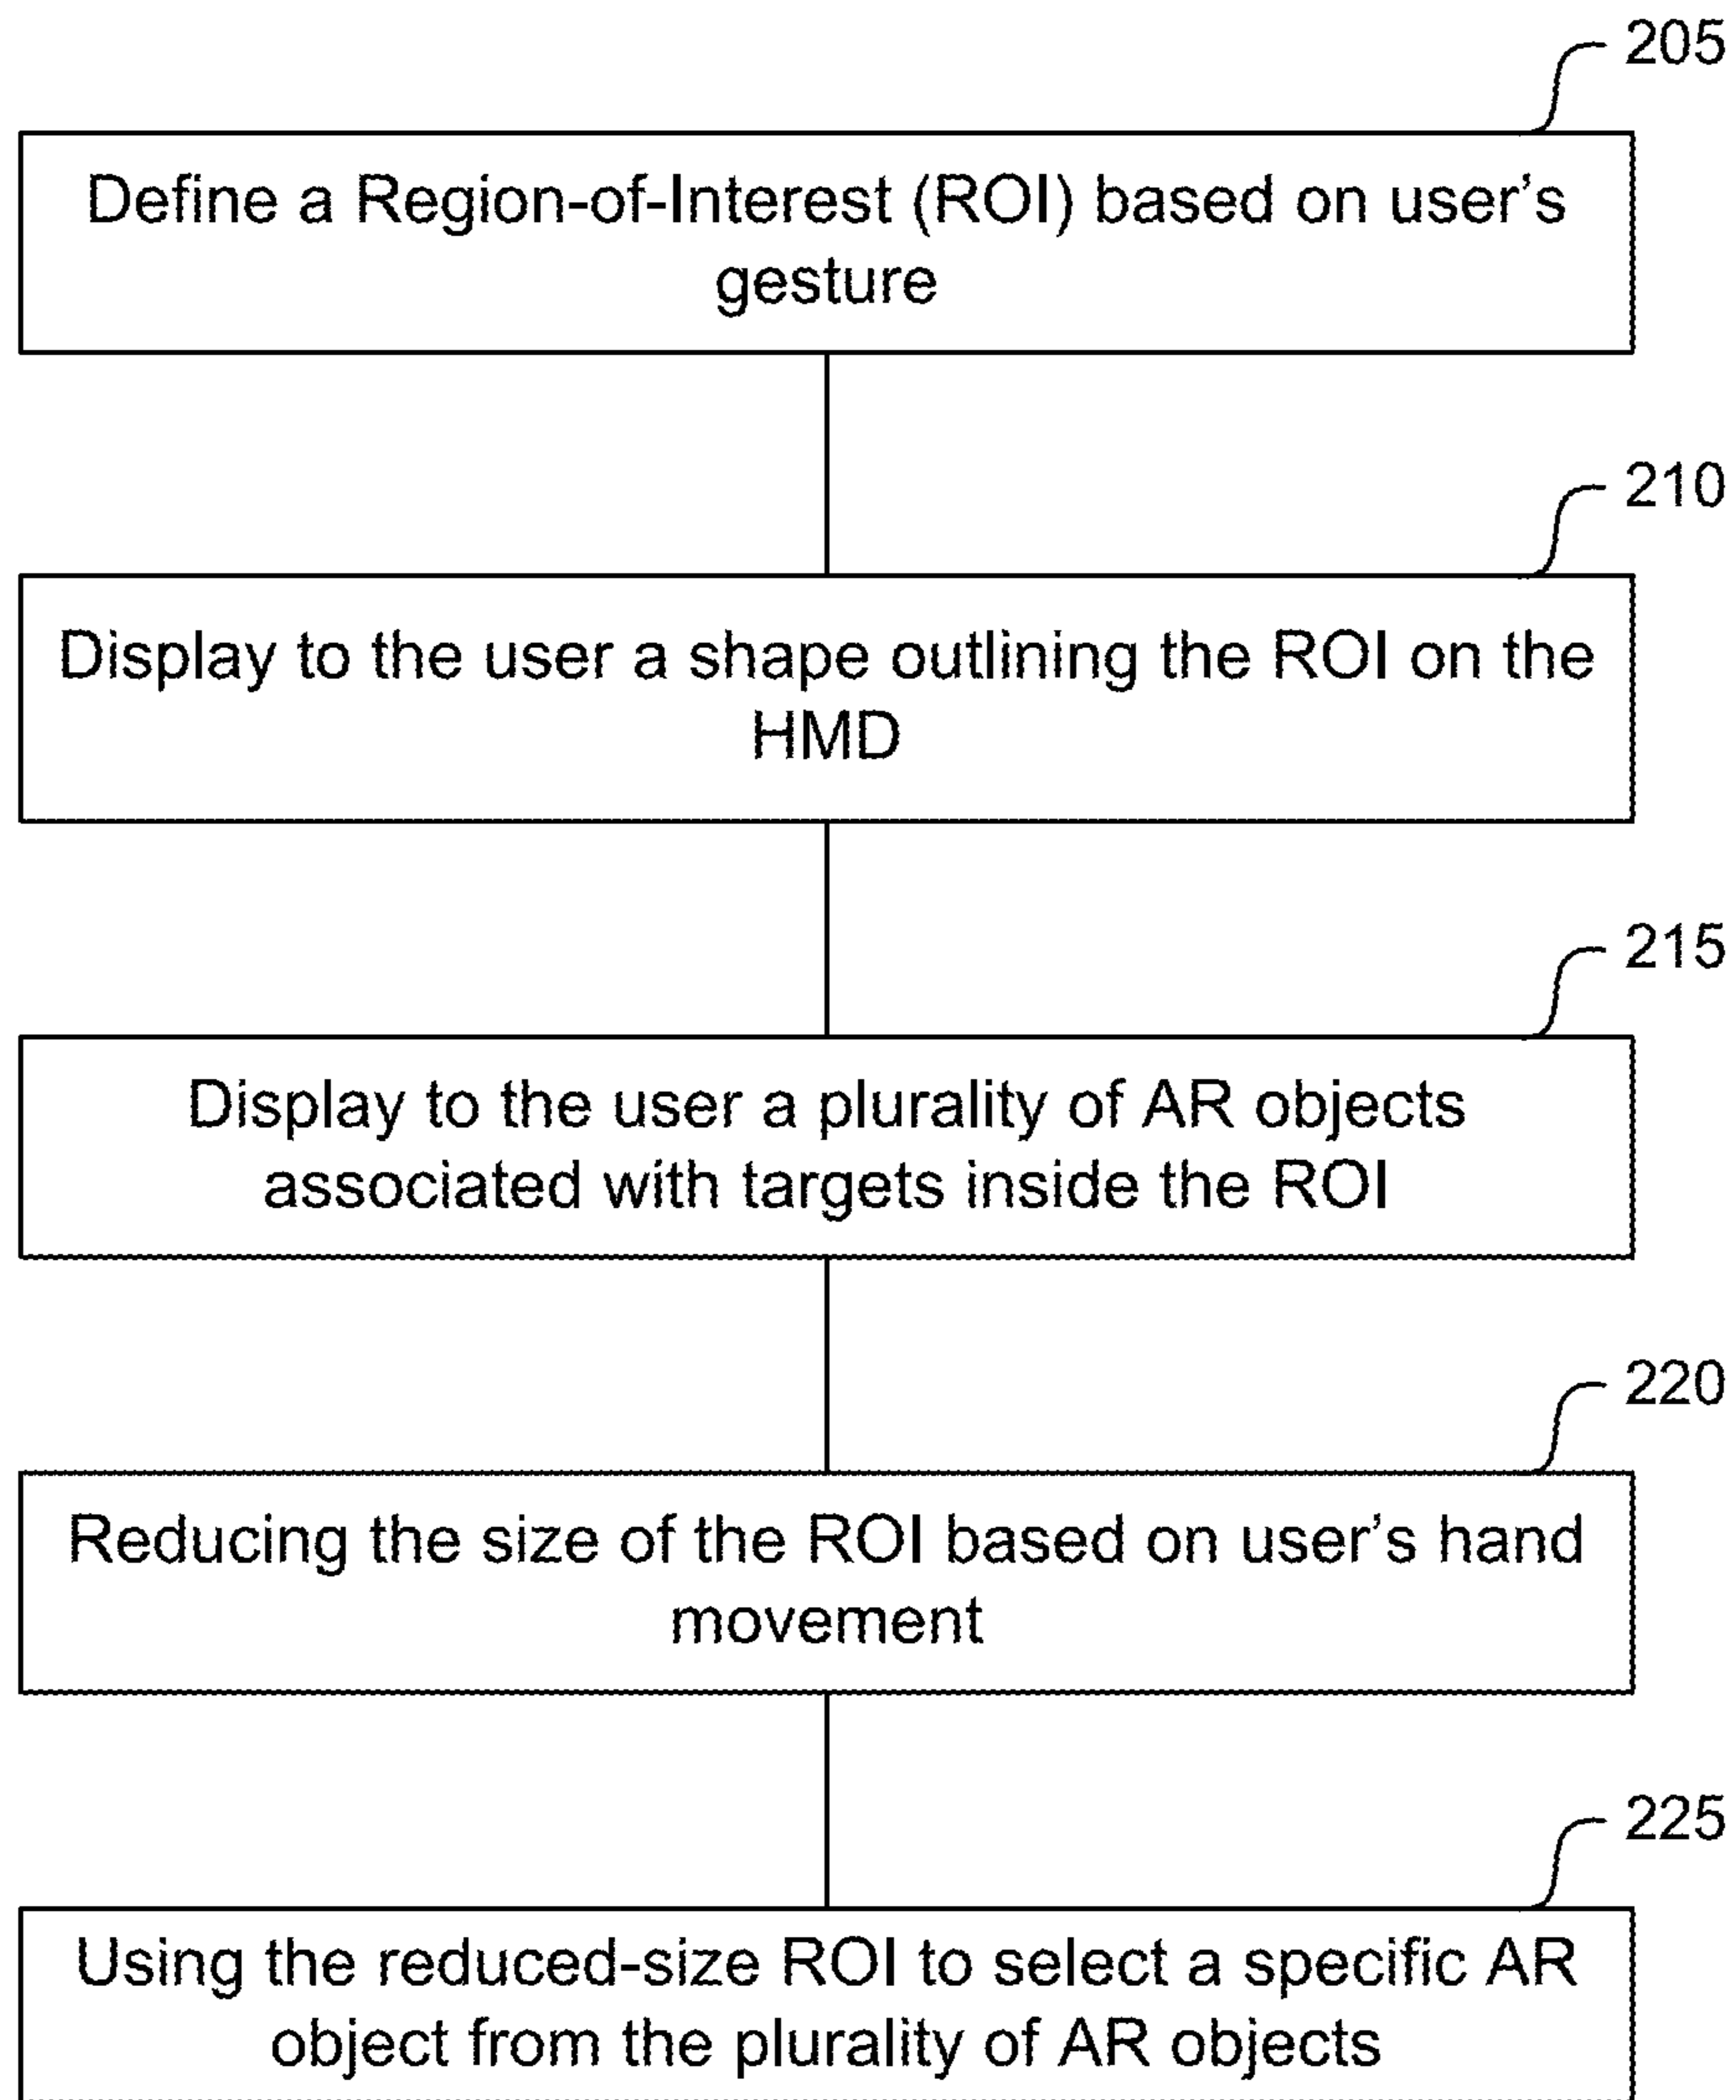 205
Define a Region-of-Interest (ROI) based on user's
gesture
210
Display to the user a shape outlining the ROI on the
HMD
215
Display to the user a plurality of AR objects
associated with targets inside the ROI
220
Reducing the size of the ROI based on user's hand
movement
225
Using the reduced-size ROI to select a specific AR
object from the plurality of AR objects